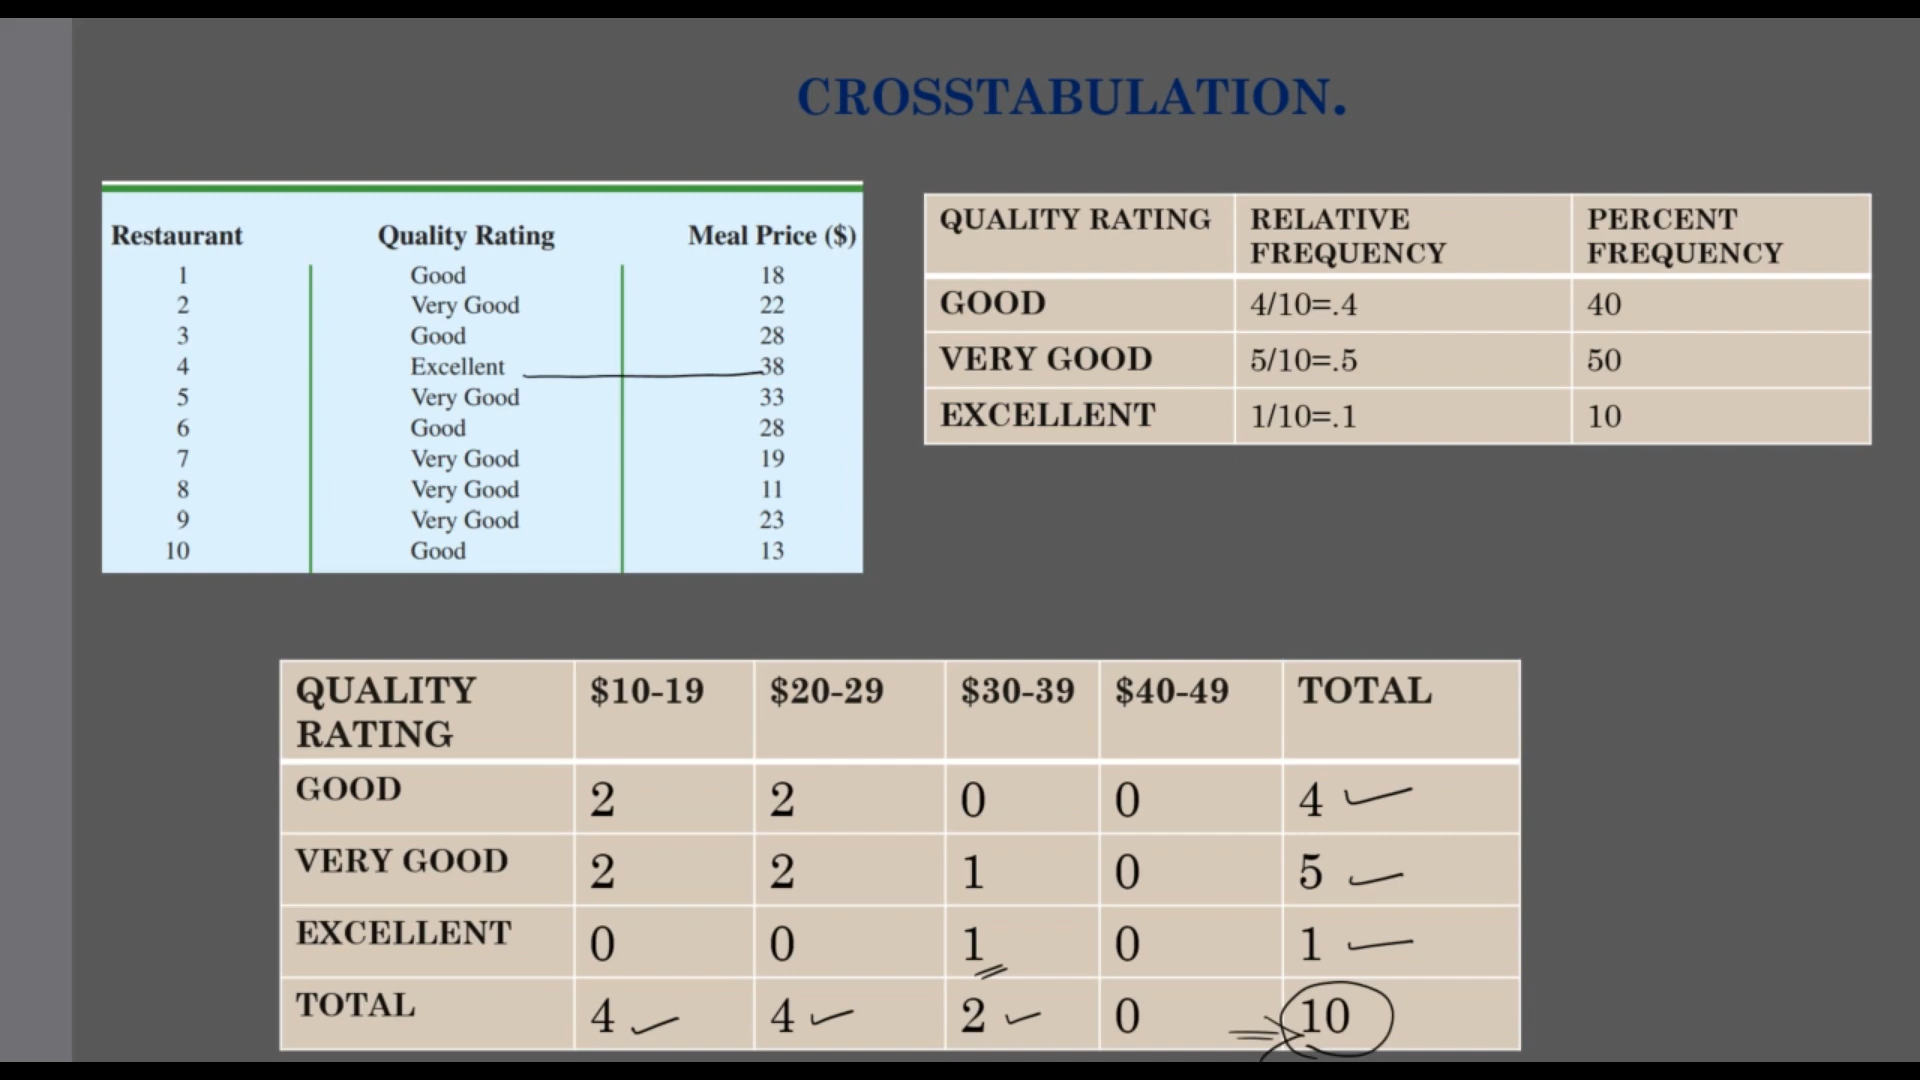 CROSSTABULATION.
Restaurant Quality Rating Meal Price ($)
1 Good 18
2 Very Good 22
3 Good 28
4 Excellent 38
5 Very Good 33
6 Good 28
7 Very Good 19
8 Very Good 11
9 Very Good 23
10 Good 13
QUALITY RATING RELATIVE FREQUENCY PERCENT FREQUENCY
GOOD 4/10=.4 40
VERY GOOD 5/10=.5 50
EXCELLENT 1/10=.1 10
QUALITY RATING $10-19 $20-29 $30-39 $40-49 TOTAL
GOOD 2 2 0 0 4
VERY GOOD 2 2 1 0 5
EXCELLENT 0 0 1 0 1
TOTAL 4 4 2 0 10